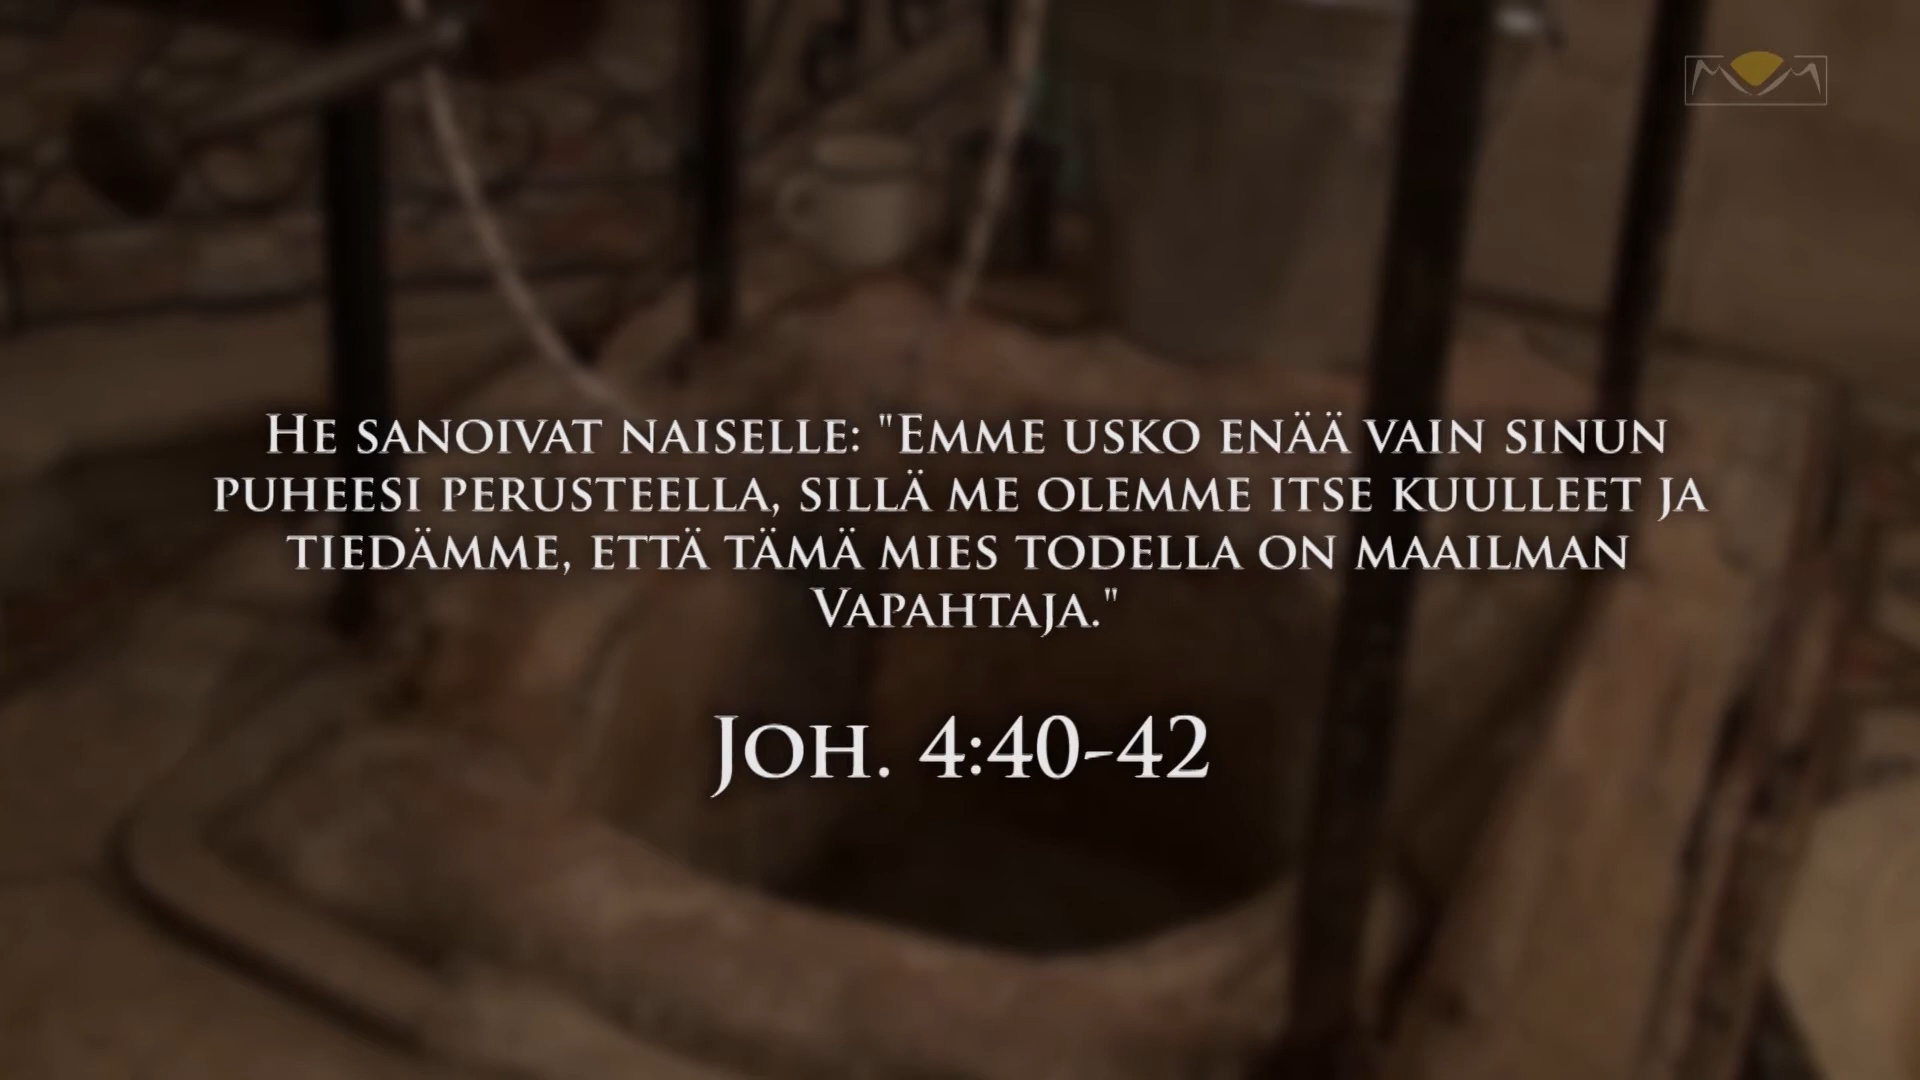 He sanoivat naiselle: "Emme usko enää vain sinun
puheesi perusteella, sillä me olemme itse kuulleet ja
tiedämme, että tämä mies todella on maailman
Vapahtaja."
Joh. 4:40-42